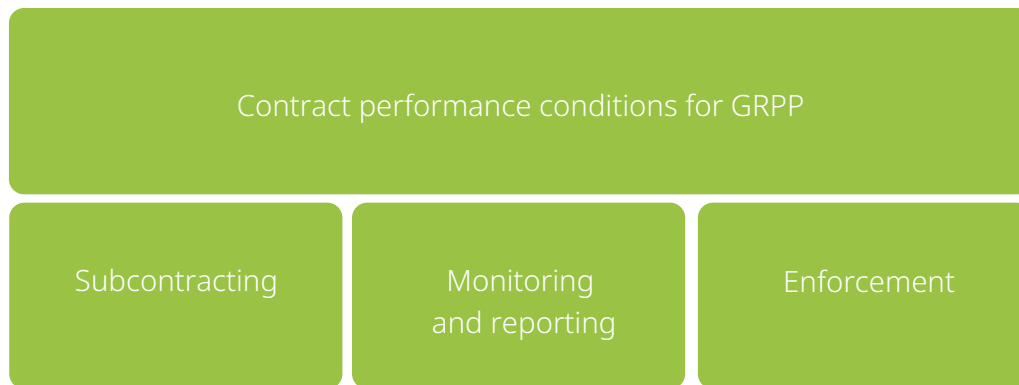 Contract performance conditions for GRPP
Subcontracting
Monitoring
and reporting
Enforcement